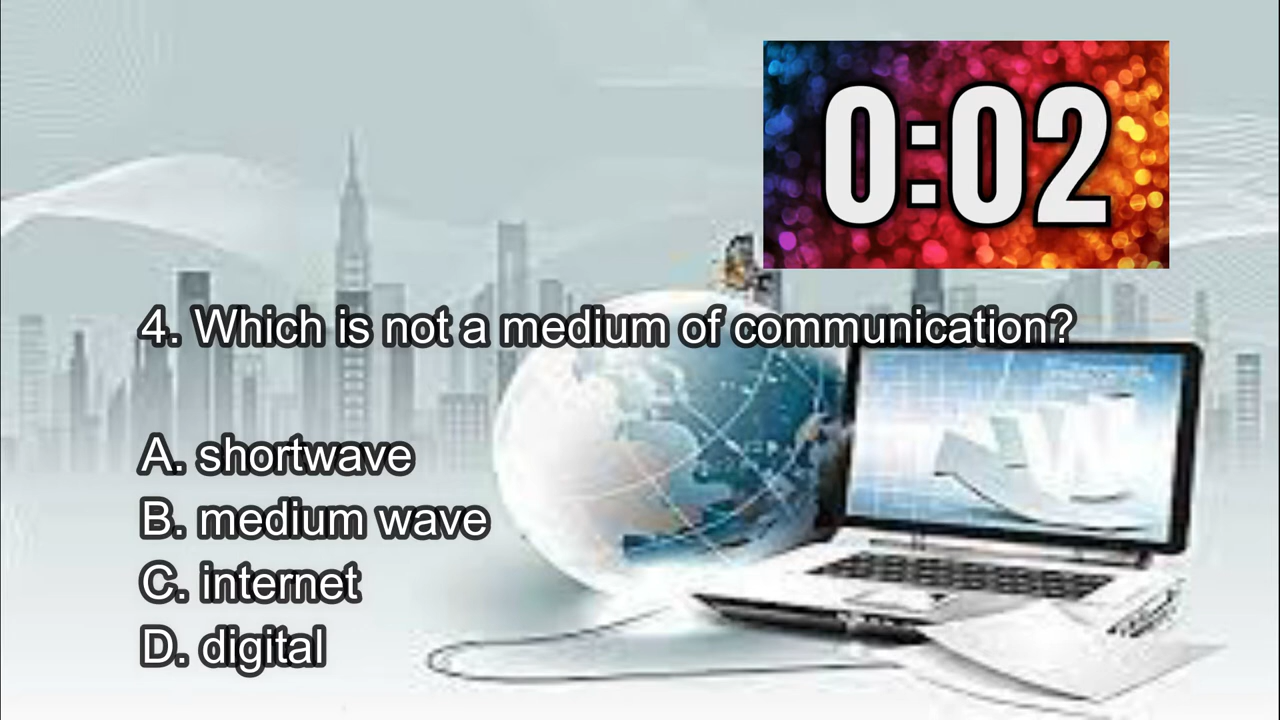 0:02
4. Which is not a medium of communication?
A. shortwave
B. medium wave
C. internet
D. digital